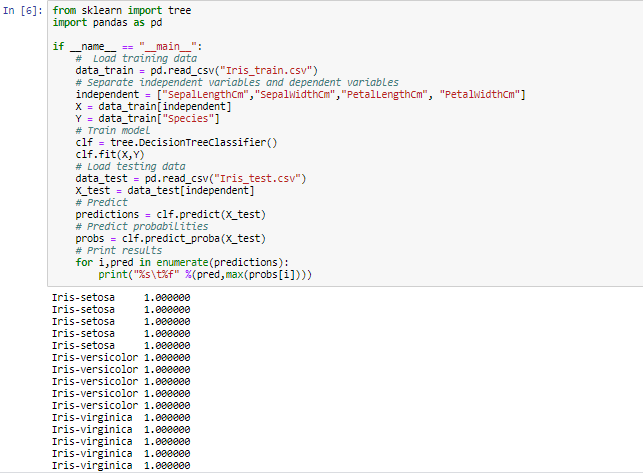 In [6]: from sklearn import tree
import pandas as pd
if __name__ == "__main__":
#  Load training data
data_train = pd.read_csv("Iris_train.csv")
# Separate independent variables and dependent variables
independent = ["SepalLengthCm","SepalWidthCm","PetalLengthCm", "PetalWidthCm"]
X = data_train[independent]
Y = data_train["Species"]
# Train model
clf = tree.DecisionTreeClassifier()
clf.fit(X,Y)
# Load testing data
data_test = pd.read_csv("Iris_test.csv")
X_test = data_test[independent]
# Predict
predictions = clf.predict(X_test)
# Predict probabilities
probs = clf.predict_proba(X_test)
# Print results
for i,pred in enumerate(predictions):
print("%s\t%f" %(pred,max(probs[i])))
Iris-setosa 1.000000
Iris-setosa 1.000000
Iris-setosa 1.000000
Iris-setosa 1.000000
Iris-setosa 1.000000
Iris-versicolor 1.000000
Iris-versicolor 1.000000
Iris-versicolor 1.000000
Iris-versicolor 1.000000
Iris-versicolor 1.000000
Iris-virginica 1.000000
Iris-virginica 1.000000
Iris-virginica 1.000000
Iris-virginica 1.000000
Iris-virginica 1.000000